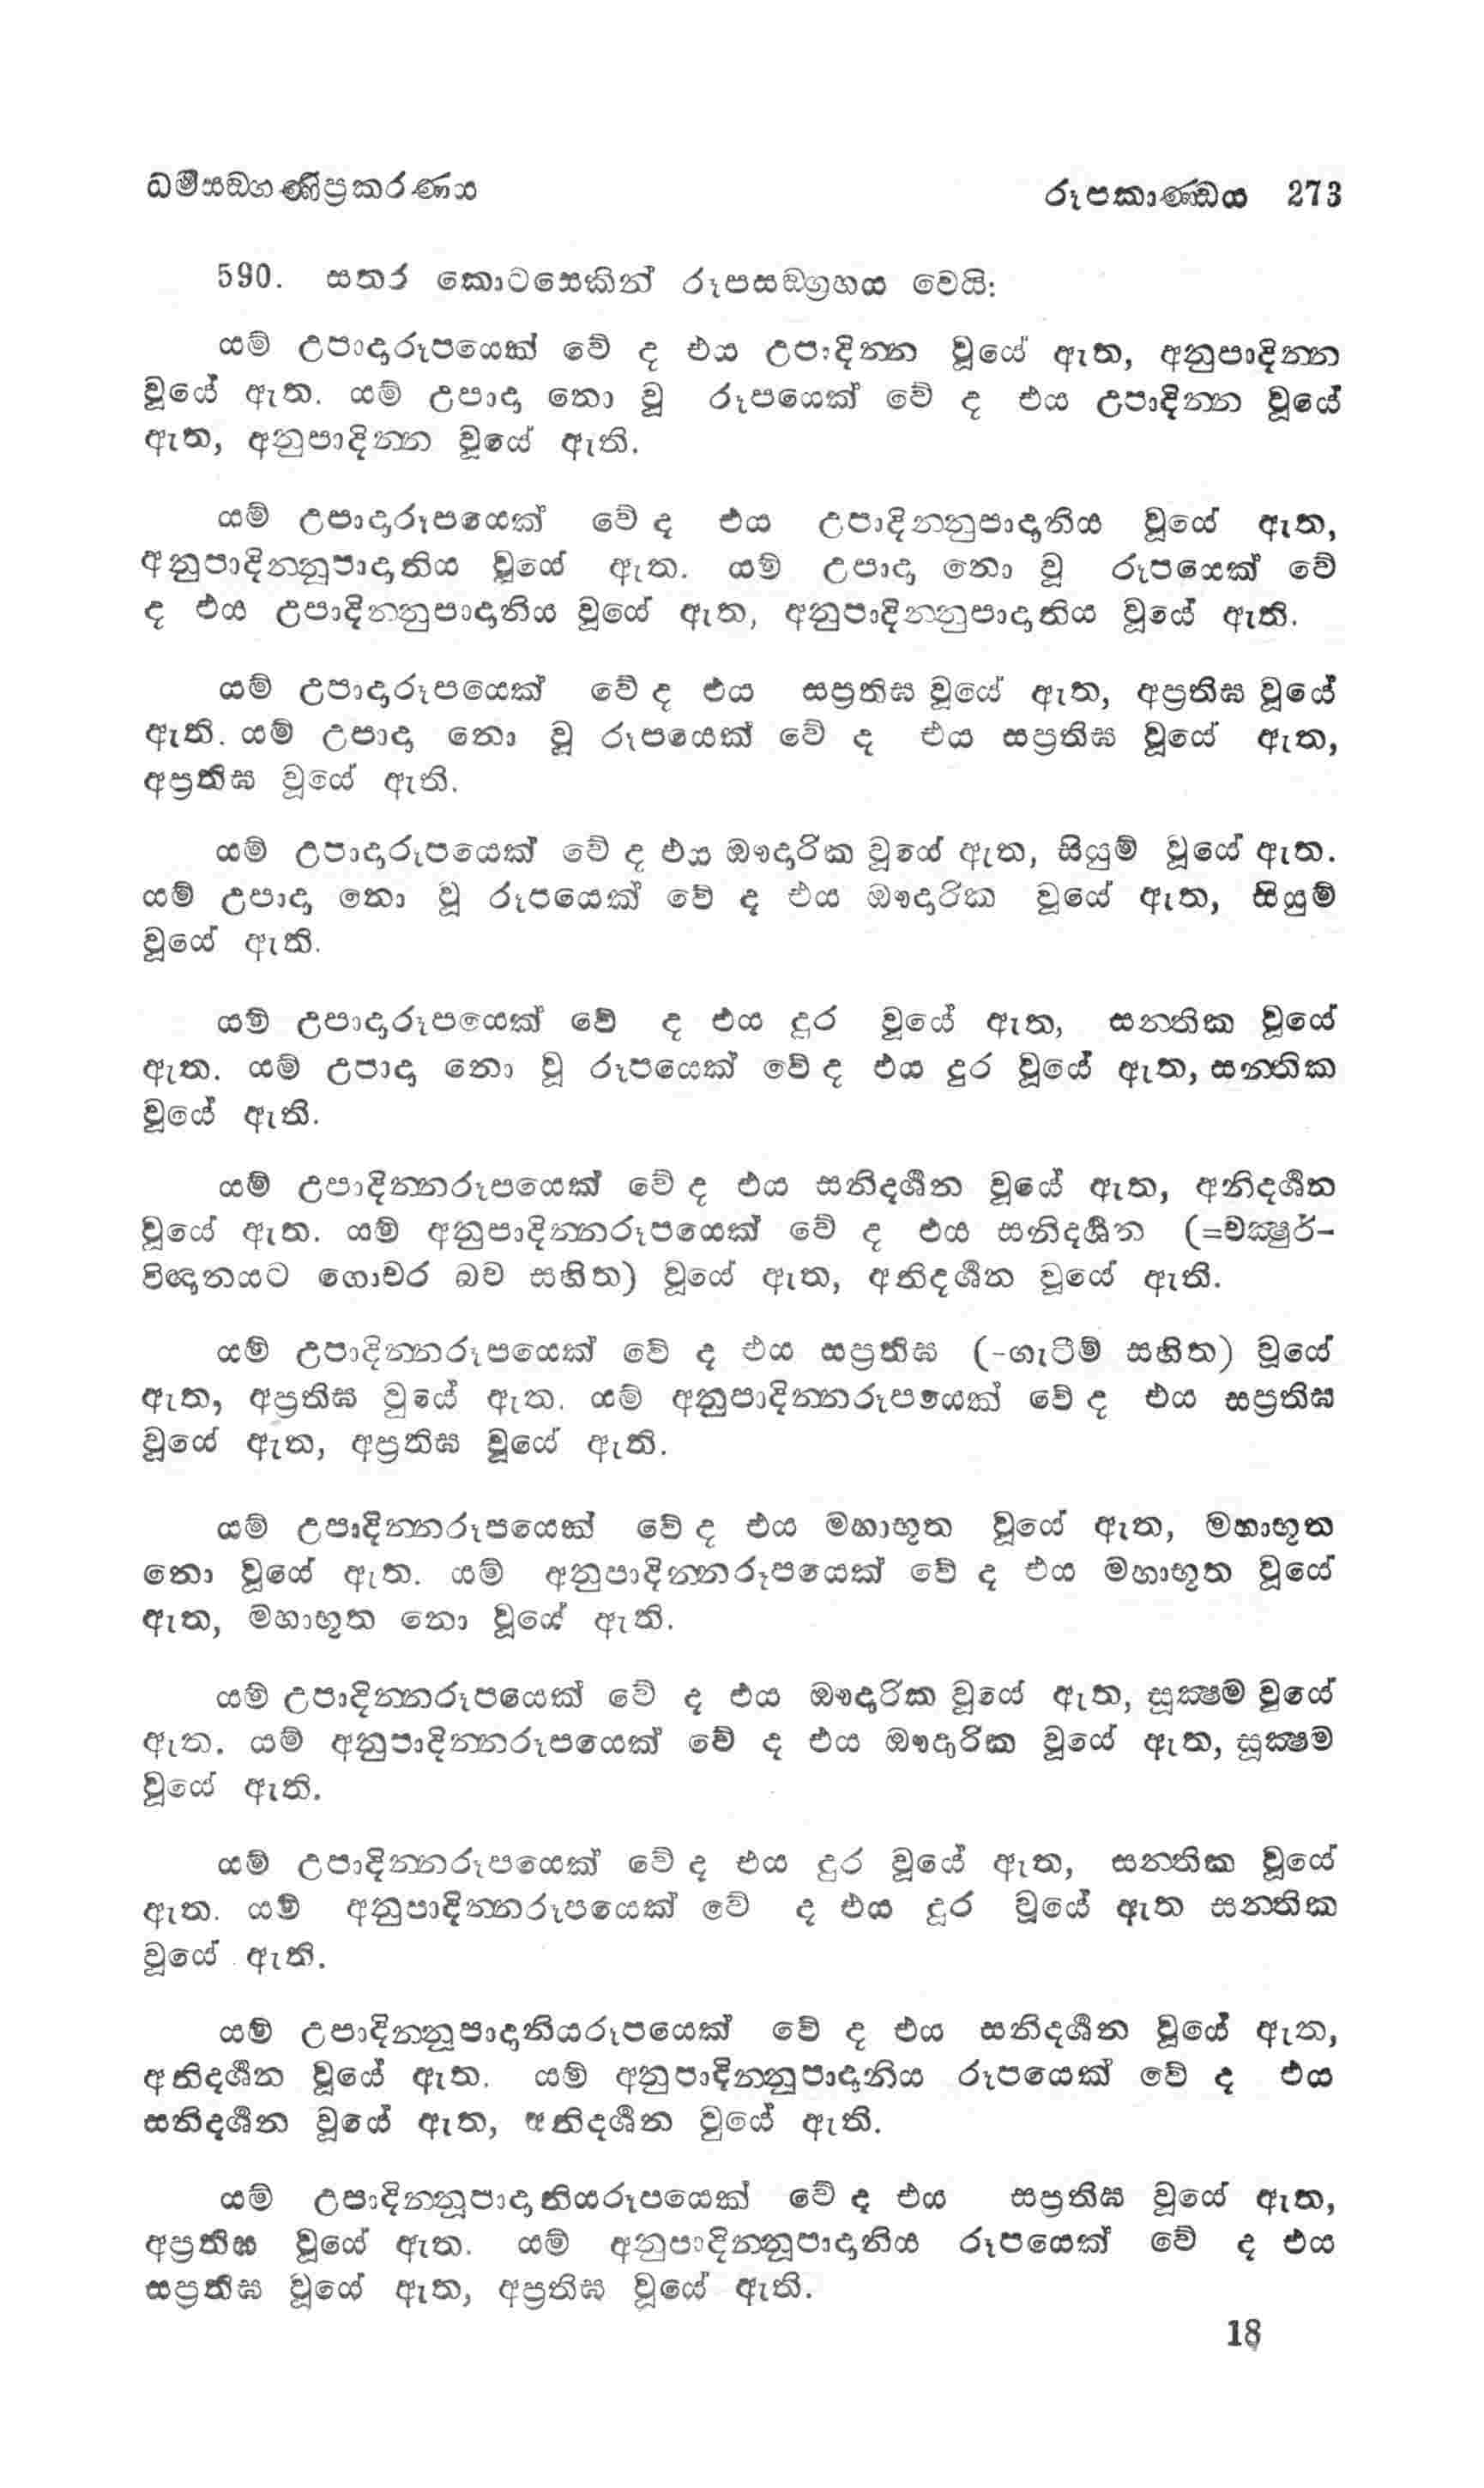 ධර්මසඞ්ගණීප්‍රකරණය
රූපකාණ්ඩය 273
590. සතර කොටසෙකින් රූපසඞ්ග්‍රහය වෙයි:
යම් උපාදාරූපයෙක් වේ ද එය උපාදින්න වූයේ ඇත, අනුපාදින්න
වූයේ ඇත. යම් උපාදා නො වූ රූපයෙක් වේ ද එය උපාදින්න වූයේ
ඇත, අනුපාදින්න වූයේ ඇති.
යම් උපාදාරූපයෙක් වේ ද එය උපාදින්නුපාදානිය වූයේ ඇත,
අනුපාදින්නූපාදානිය වූයේ ඇත. යම් උපාදා නො වූ රූපයෙක් වේ
ද එය උපාදින්නුපාදානිය වූයේ ඇත, අනුපාදින්නුපාදානිය වූයේ ඇති.
යම් උපාදාරූපයෙක් වේ ද එය සප්‍රතිඝ වූයේ ඇත, අප්‍රතිඝ වූයේ
ඇති. යම් උපාදා නො වූ රූපයෙක් වේ ද එය සප්‍රතිඝ වූයේ ඇත,
අප්‍රතිඝ වූයේ ඇති.
යම් උපාදාරූපයෙක් වේ ද එය ඖදාරික වූයේ ඇත, සියුම් වූයේ ඇත.
යම් උපාදා නො වූ රූපයෙක් වේ ද එය ඖදාරික වූයේ ඇත, සියුම්
වූයේ ඇති.
යම් උපාදාරූපයෙක් වේ ද එය දුර වූයේ ඇත, සන්තික වූයේ
ඇත. යම් උපාදා නො වූ රූපයෙක් වේ ද එය දුර වූයේ ඇත, සන්තික
වූයේ ඇති.
යම් උපාදින්නරූපයෙක් වේ ද එය සනිදර්ශන වූයේ ඇත, අනිදර්ශන
වූයේ ඇත. යම් අනුපාදින්නරූපයෙක් වේ ද එය සනිදර්ශන (=චක්‍ෂුර්-
විඥානයට ගොචර බව සහිත) වූයේ ඇත, අනිදර්ශන වූයේ ඇති.
යම් උපාදින්නරූපයෙක් වේ ද එය සප්‍රතිඝ (-ගැටීම් සහිත) වූයේ
ඇත, අප්‍රතිඝ වූයේ ඇත. යම් අනුපාදින්නරූපයෙක් වේ ද එය සප්‍රතිඝ
වූයේ ඇත, අප්‍රතිඝ වූයේ ඇති.
යම් උපාදින්නරූපයෙක් වේ ද එය මහාභූත වූයේ ඇත, මහාභූත
නො වූයේ ඇත. යම් අනුපාදින්නරූපයෙක් වේ ද එය මහාභූත වූයේ
ඇත, මහාභූත නො වූයේ ඇති.
යම් උපාදින්නරූපයෙක් වේ ද එය ඖදාරික වූයේ ඇත, සූක්‍ෂම වූයේ
ඇත. යම් අනුපාදින්නරූපයෙක් වේ ද එය ඖදාරික වූයේ ඇත, සූක්‍ෂම
වූයේ ඇති.
යම් උපාදින්නරූපයෙක් වේ ද එය දුර වූයේ ඇත, සන්තික වූයේ
ඇත. යම් අනුපාදින්නරූපයෙක් වේ ද එය දූර වූයේ ඇත සන්තික
වූයේ ඇති.
යම් උපාදින්නූපාදානියරූපයෙක් වේ ද එය සනිදර්ශන වූයේ ඇත,
අනිදර්ශන වූයේ ඇත. යම් අනුපාදින්නුපාදානිය රූපයෙක් වේ ද එය
සනිදර්ශන වූයේ ඇත, අනිදර්ශන වූයේ ඇති.
යම් උපාදින්නූපාදානියරූපයෙක් වේ ද එය සප්‍රතිඝ වූයේ ඇත,
අප්‍රතිඝ වූයේ ඇත. යම් අනුපාදින්නූපාදානිය රූපයෙක් වේ ද එය
සප්‍රතිඝ වූයේ ඇත, අප්‍රතිඝ වූයේ ඇති.
18